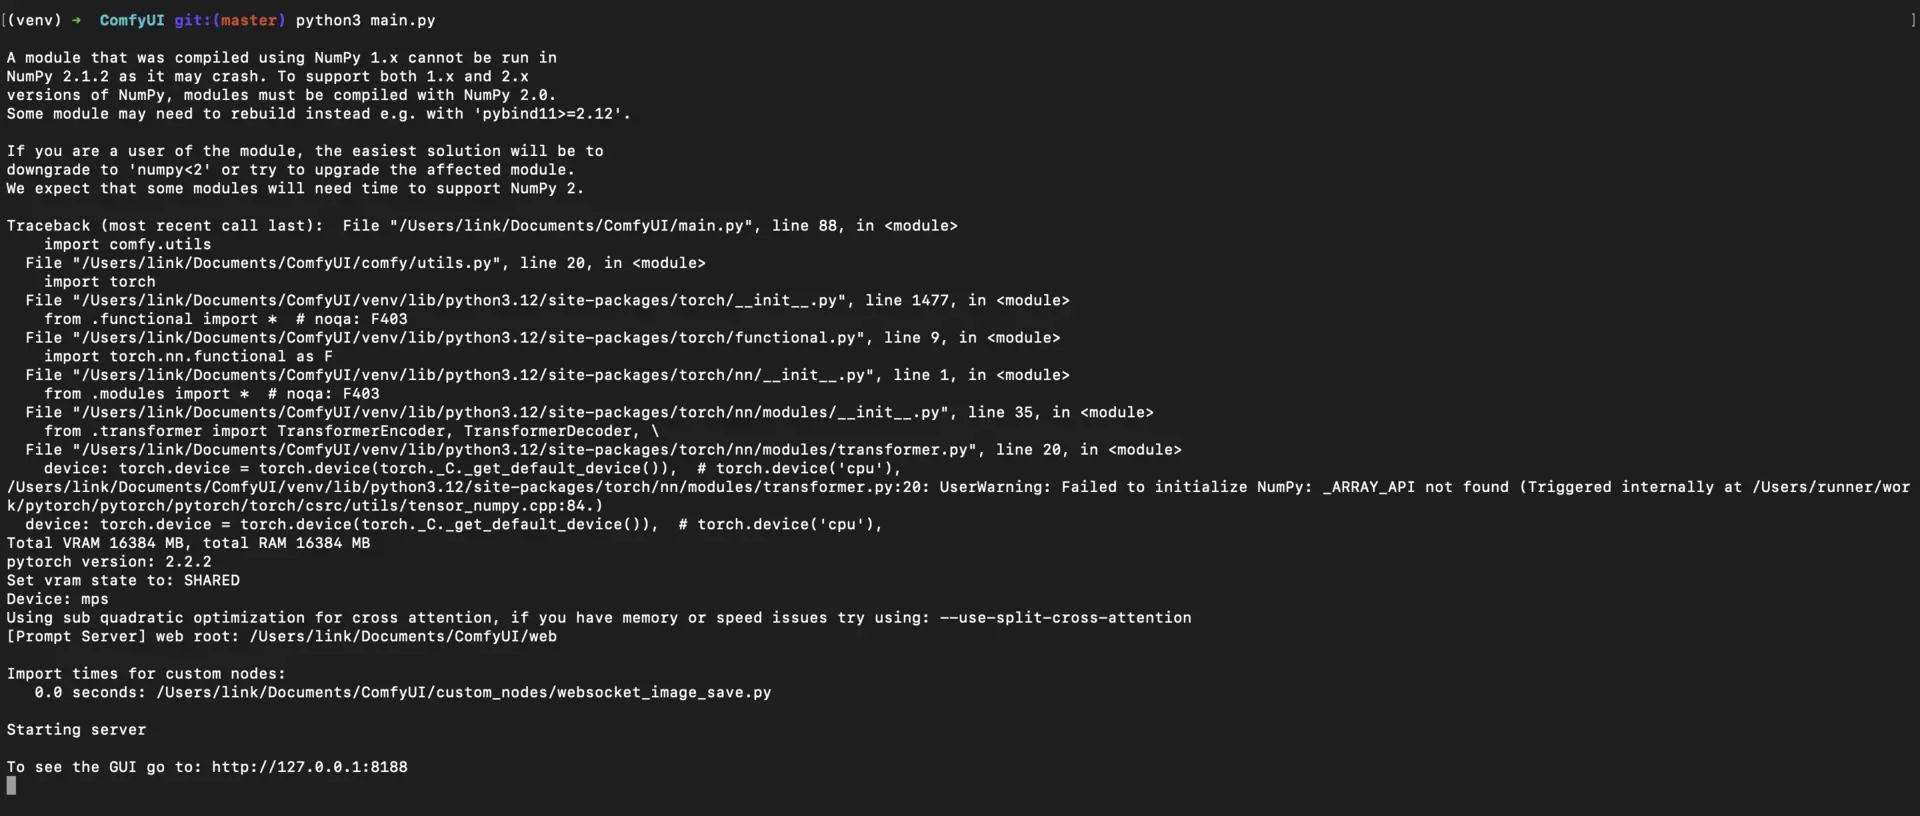 [(venv) → ComfyUI git:(master) python3 main.py ]
A module that was compiled using NumPy 1.x cannot be run in
NumPy 2.1.2 as it may crash. To support both 1.x and 2.x
versions of NumPy, modules must be compiled with NumPy 2.0.
Some module may need to rebuild instead e.g. with 'pybind11>=2.12'.
If you are a user of the module, the easiest solution will be to
downgrade to 'numpy<2' or try to upgrade the affected module.
We expect that some modules will need time to support NumPy 2.
Traceback (most recent call last):  File "/Users/link/Documents/ComfyUI/main.py", line 88, in <module>
    import comfy.utils
  File "/Users/link/Documents/ComfyUI/comfy/utils.py", line 20, in <module>
    import torch
  File "/Users/link/Documents/ComfyUI/venv/lib/python3.12/site-packages/torch/__init__.py", line 1477, in <module>
    from .functional import *  # noqa: F403
  File "/Users/link/Documents/ComfyUI/venv/lib/python3.12/site-packages/torch/functional.py", line 9, in <module>
    import torch.nn.functional as F
  File "/Users/link/Documents/ComfyUI/venv/lib/python3.12/site-packages/torch/nn/__init__.py", line 1, in <module>
    from .modules import *  # noqa: F403
  File "/Users/link/Documents/ComfyUI/venv/lib/python3.12/site-packages/torch/nn/modules/__init__.py", line 35, in <module>
    from .transformer import TransformerEncoder, TransformerDecoder, \
  File "/Users/link/Documents/ComfyUI/venv/lib/python3.12/site-packages/torch/nn/modules/transformer.py", line 20, in <module>
    device: torch.device = torch.device(torch._C._get_default_device()),  # torch.device('cpu'),
/Users/link/Documents/ComfyUI/venv/lib/python3.12/site-packages/torch/nn/modules/transformer.py:20: UserWarning: Failed to initialize NumPy: _ARRAY_API not found (Triggered internally at /Users/runner/wor
k/pytorch/pytorch/pytorch/torch/csrc/utils/tensor_numpy.cpp:84.)
  device: torch.device = torch.device(torch._C._get_default_device()),  # torch.device('cpu'),
Total VRAM 16384 MB, total RAM 16384 MB
pytorch version: 2.2.2
Set vram state to: SHARED
Device: mps
Using sub quadratic optimization for cross attention, if you have memory or speed issues try using: --use-split-cross-attention
[Prompt Server] web root: /Users/link/Documents/ComfyUI/web
Import times for custom nodes:
   0.0 seconds: /Users/link/Documents/ComfyUI/custom_nodes/websocket_image_save.py
Starting server
To see the GUI go to: http://127.0.0.1:8188